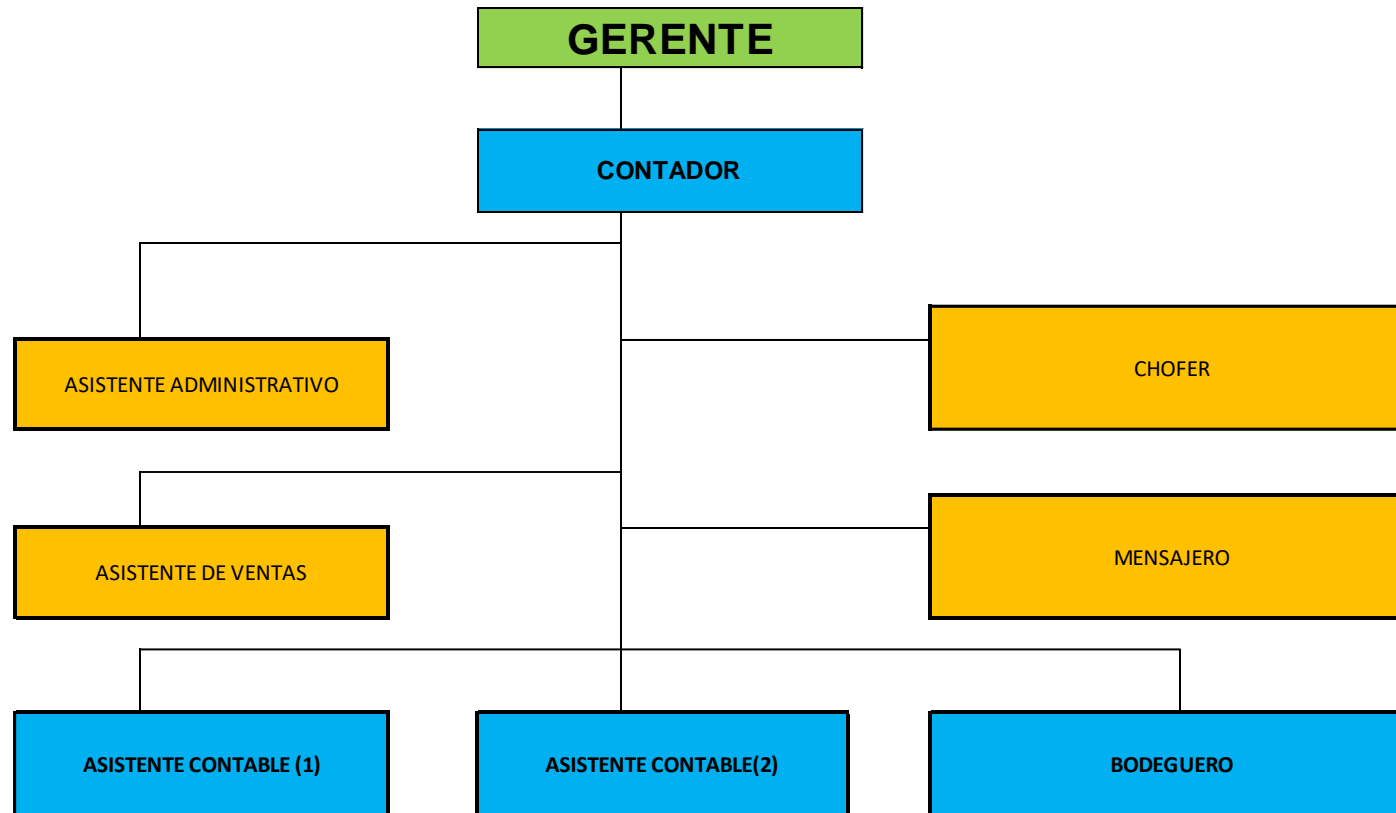 GERENTE
CONTADOR
ASISTENTE ADMINISTRATIVO
CHOFER
ASISTENTE DE VENTAS
MENSAJERO
ASISTENTE CONTABLE (1)
ASISTENTE CONTABLE(2)
BODEGUERO